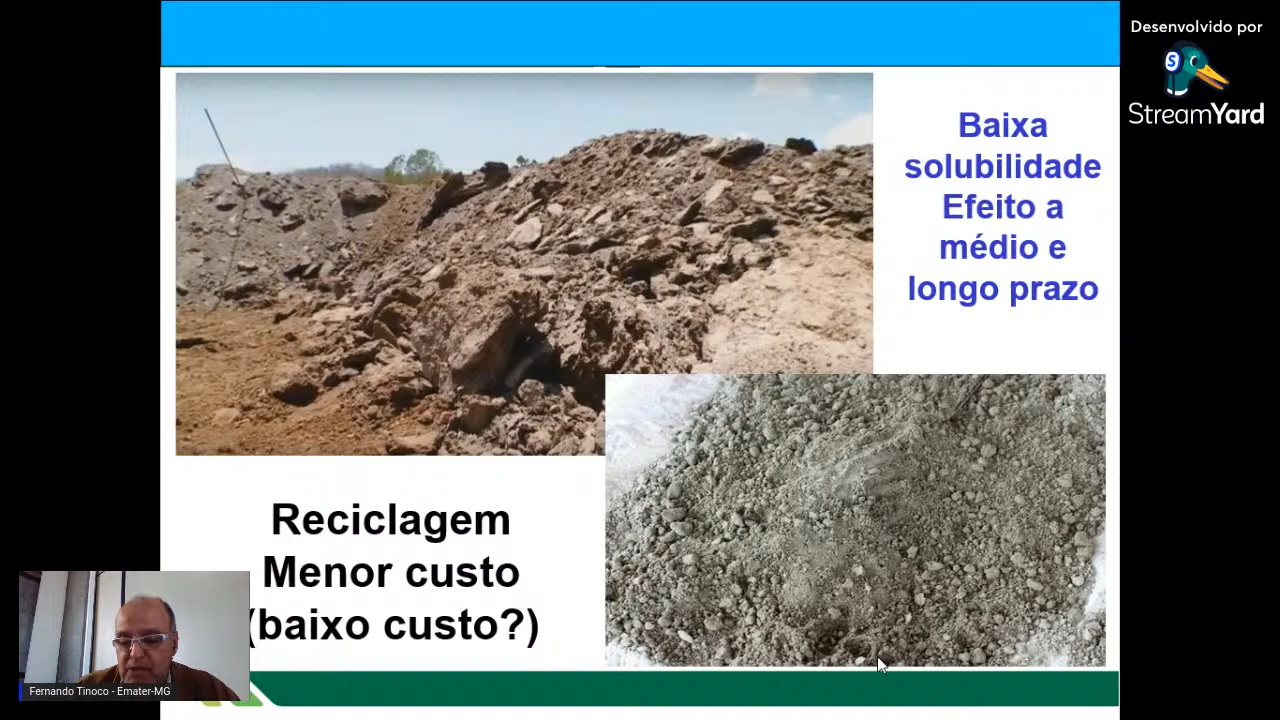 Desenvolvido por
StreamYard
Baixa
solubilidade
Efeito a
médio e
longo prazo
Reciclagem
Menor custo
(baixo custo?)
Fernando Tinoco - Emater-MG